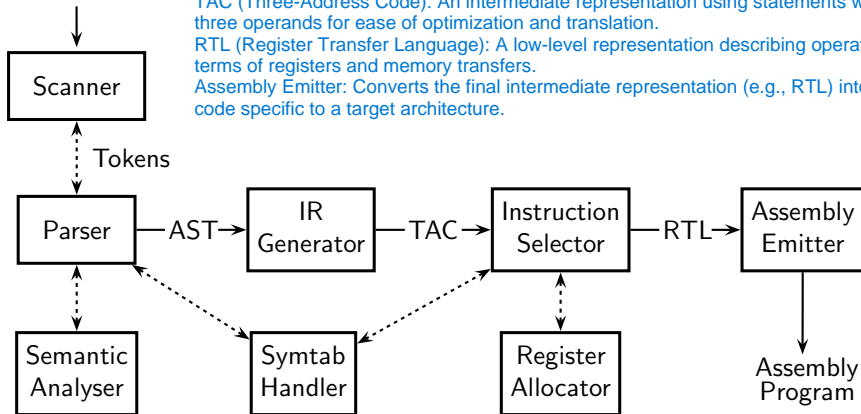 TAC (Three-Address Code): An intermediate representation using statements w
three operands for ease of optimization and translation.
RTL (Register Transfer Language): A low-level representation describing operat
terms of registers and memory transfers.
Assembly Emitter: Converts the final intermediate representation (e.g., RTL) int
code specific to a target architecture.
Scanner
Tokens
Parser
AST
IR
Generator
TAC
Instruction
Selector
RTL
Assembly
Emitter
Semantic
Analyser
Symtab
Handler
Register
Allocator
Assembly
Program